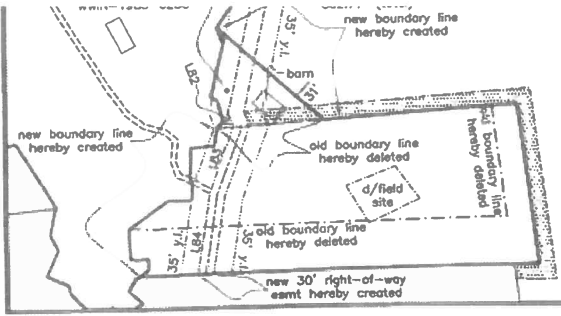 35' y.l.
new boundary line
hereby created
barn
31'
L82
new boundary line
hereby created
L83
old boundary line
hereby deleted
old boundary line
hereby deleted
d/field
site
old boundary line
hereby deleted
35' y.l.
L84
35' y.l.
new 30' right-of-way
esmt hereby created